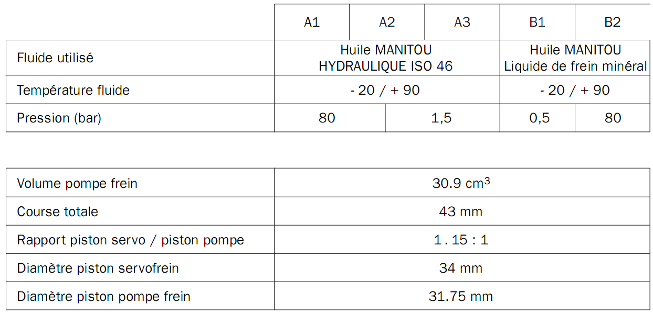 A1 A2 A3 B1 B2
Fluide utilisé
Huile MANITOU
HYDRAULIQUE ISO 46
Huile MANITOU
Liquide de frein minéral
Température fluide - 20 / + 90 - 20 / + 90
Pression (bar) 80 1,5 0,5 80
Volume pompe frein 30.9 cm³
Course totale 43 mm
Rapport piston servo / piston pompe 1 . 15 : 1
Diamètre piston servofrein 34 mm
Diamètre piston pompe frein 31.75 mm